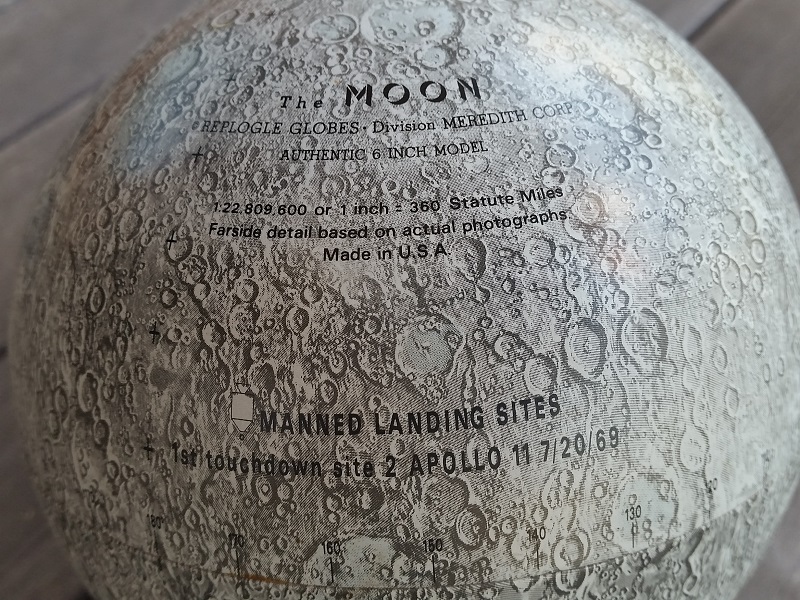 The MOON
© REPLOGLE GLOBES • Division MEREDITH CORP.
AUTHENTIC 6 INCH MODEL
1:22,809,600 or 1 inch = 360 Statute Miles
Farside detail based on actual photographs.
Made in U.S.A.
MANNED LANDING SITES
1st touchdown site 2 APOLLO 11 7/20/69
180 170 160 150 140 130 120